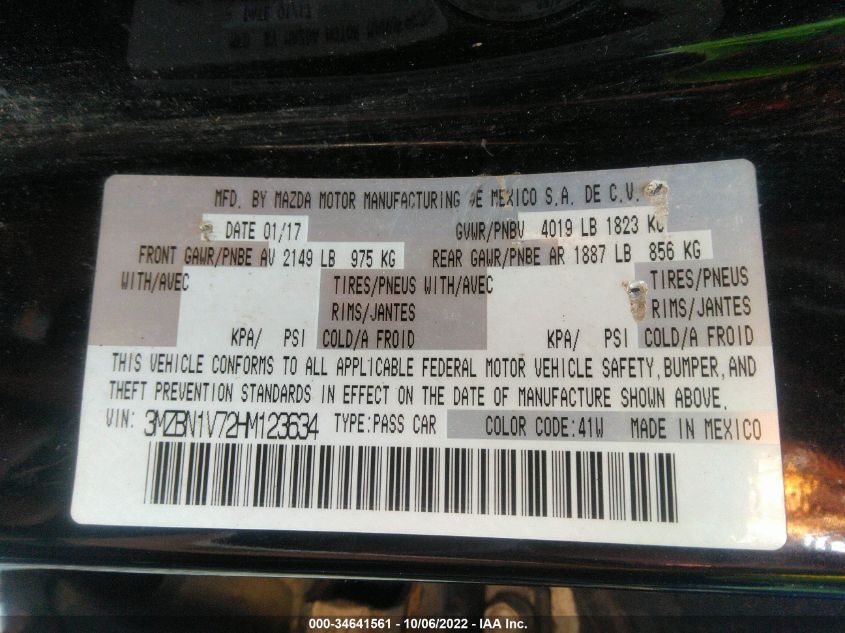 MFD. BY MAZDA MOTOR MANUFACTURING DE MEXICO S.A. DE C.V.
DATE 01/17 GVWR/PNBV 4019 LB 1823 KG
FRONT GAWR/PNBE AV 2149 LB 975 KG REAR GAWR/PNBE AR 1887 LB 856 KG
WITH/AVEC TIRES/PNEUS WITH/AVEC TIRES/PNEUS
RIMS/JANTES RIMS/JANTES
KPA/ PSI COLD/A FROID KPA/ PSI COLD/A FROID
THIS VEHICLE CONFORMS TO ALL APPLICABLE FEDERAL MOTOR VEHICLE SAFETY, BUMPER, AND
THEFT PREVENTION STANDARDS IN EFFECT ON THE DATE OF MANUFACTURE SHOWN ABOVE.
VIN: 3MZBN1V72HM123634 TYPE:PASS CAR COLOR CODE:41W MADE IN MEXICO
000-34641561 - 10/06/2022 - IAA Inc.